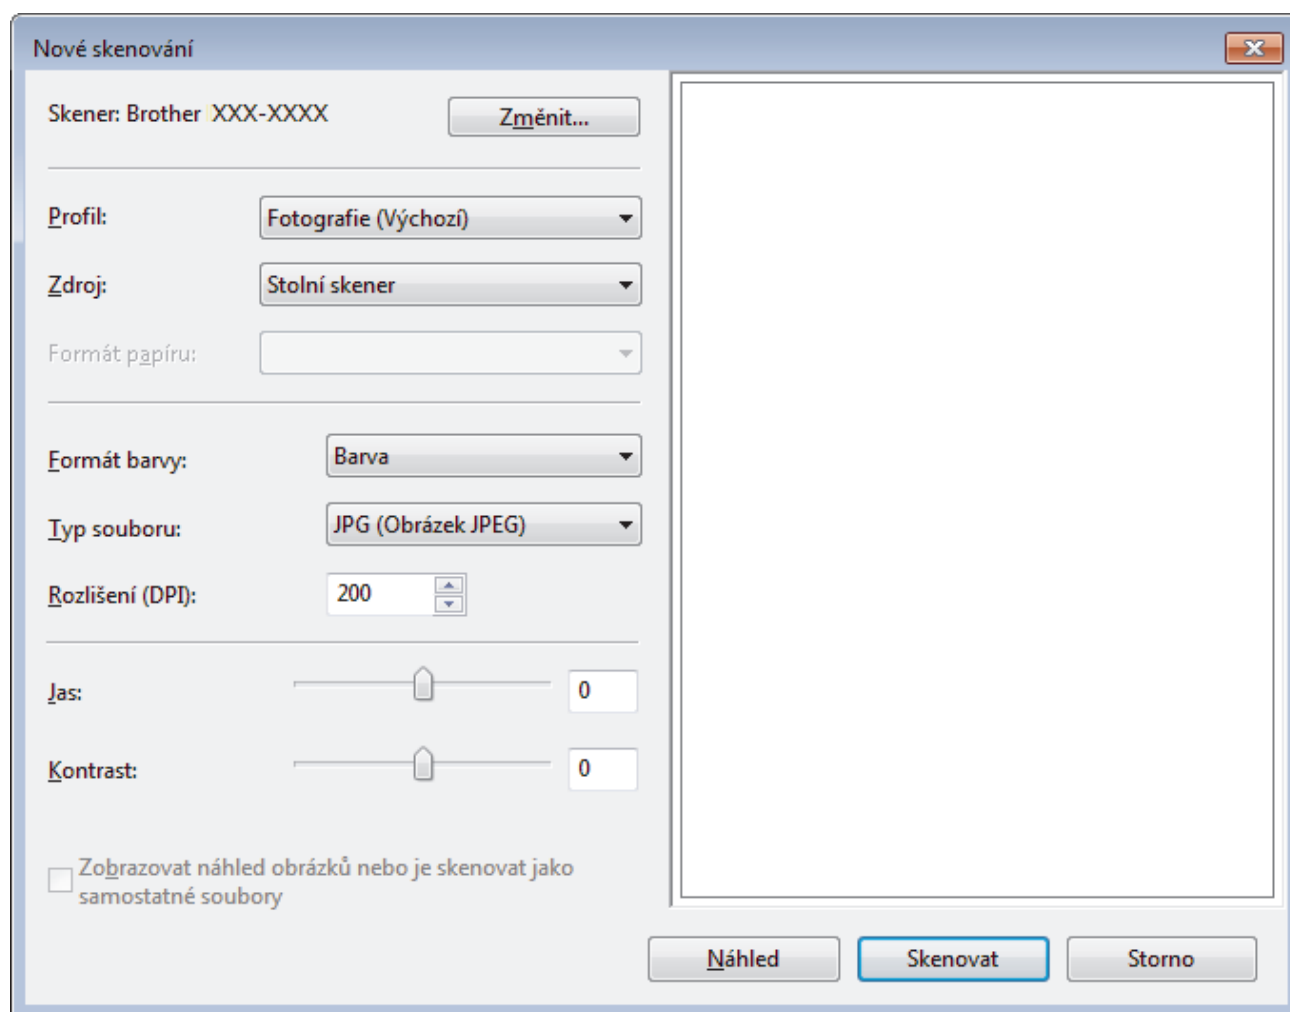 Nové skenování
Skener: Brother XXX-XXXX
Změnit...
Profil:
Fotografie (Výchozí)
Zdroj:
Stolní skener
Formát papíru:
Formát barvy:
Barva
Typ souboru:
JPG (Obrázek JPEG)
Rozlišení (DPI):
200
Jas:
0
Kontrast:
0
Zobrazovat náhled obrázků nebo je skenovat jako
samostatné soubory
Náhled
Skenovat
Storno